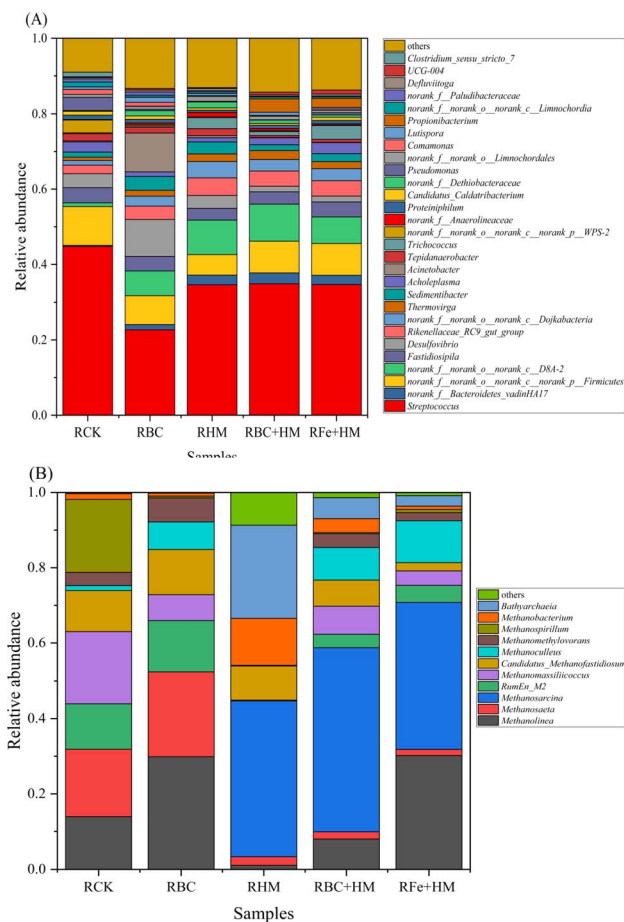 (A)
Relative abundance
1.0
0.8
0.6
0.4
0.2
0.0
RCK RBC RHM RBC+HM RFe+HM
Samples
others
Clostridium_sensu_stricto_7
UCG-004
Defluviitoga
norank_f__Paludibacteraceae
norank_f__norank_o__norank_c__Limnochordia
Propionibacterium
Lutispora
Comamonas
norank_f__norank_o__Limnochordales
Pseudomonas
norank_f__Dethiobacteraceae
Candidatus_Caldatribacterium
Proteiniphilum
norank_f__Anaerolineaceae
norank_f__norank_o__norank_c__norank_p__WPS-2
Trichococcus
Tepidanaerobacter
Acinetobacter
Acholeplasma
Sedimentibacter
Thermovirga
norank_f__norank_o__norank_c__Dojkabacteria
Rikenellaceae_RC9_gut_group
Desulfovibrio
Fastidiosipila
norank_f__norank_o__norank_c__D8A-2
norank_f__norank_o__norank_c__norank_p__Firmicutes
norank_f__Bacteroidetes_vadinHA17
Streptococcus
(B)
Relative abundance
1.0
0.8
0.6
0.4
0.2
0.0
RCK RBC RHM RBC+HM RFe+HM
Samples
others
Bathyarchaeia
Methanobacterium
Methanospirillum
Methanomethylovorans
Methanoculleus
Candidatus_Methanofastidiosum
Methanomassiliicoccus
RumEn_M2
Methanosarcina
Methanosaeta
Methanolinea